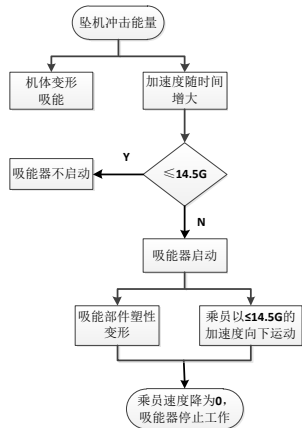 坠机冲击能量
机体变形
吸能
加速度随时间
增大
Y
吸能器不启动
≤14.5G
N
吸能器启动
吸能部件塑性
变形
乘员以≤14.5G的
加速度向下运动
乘员速度降为0，
吸能器停止工作